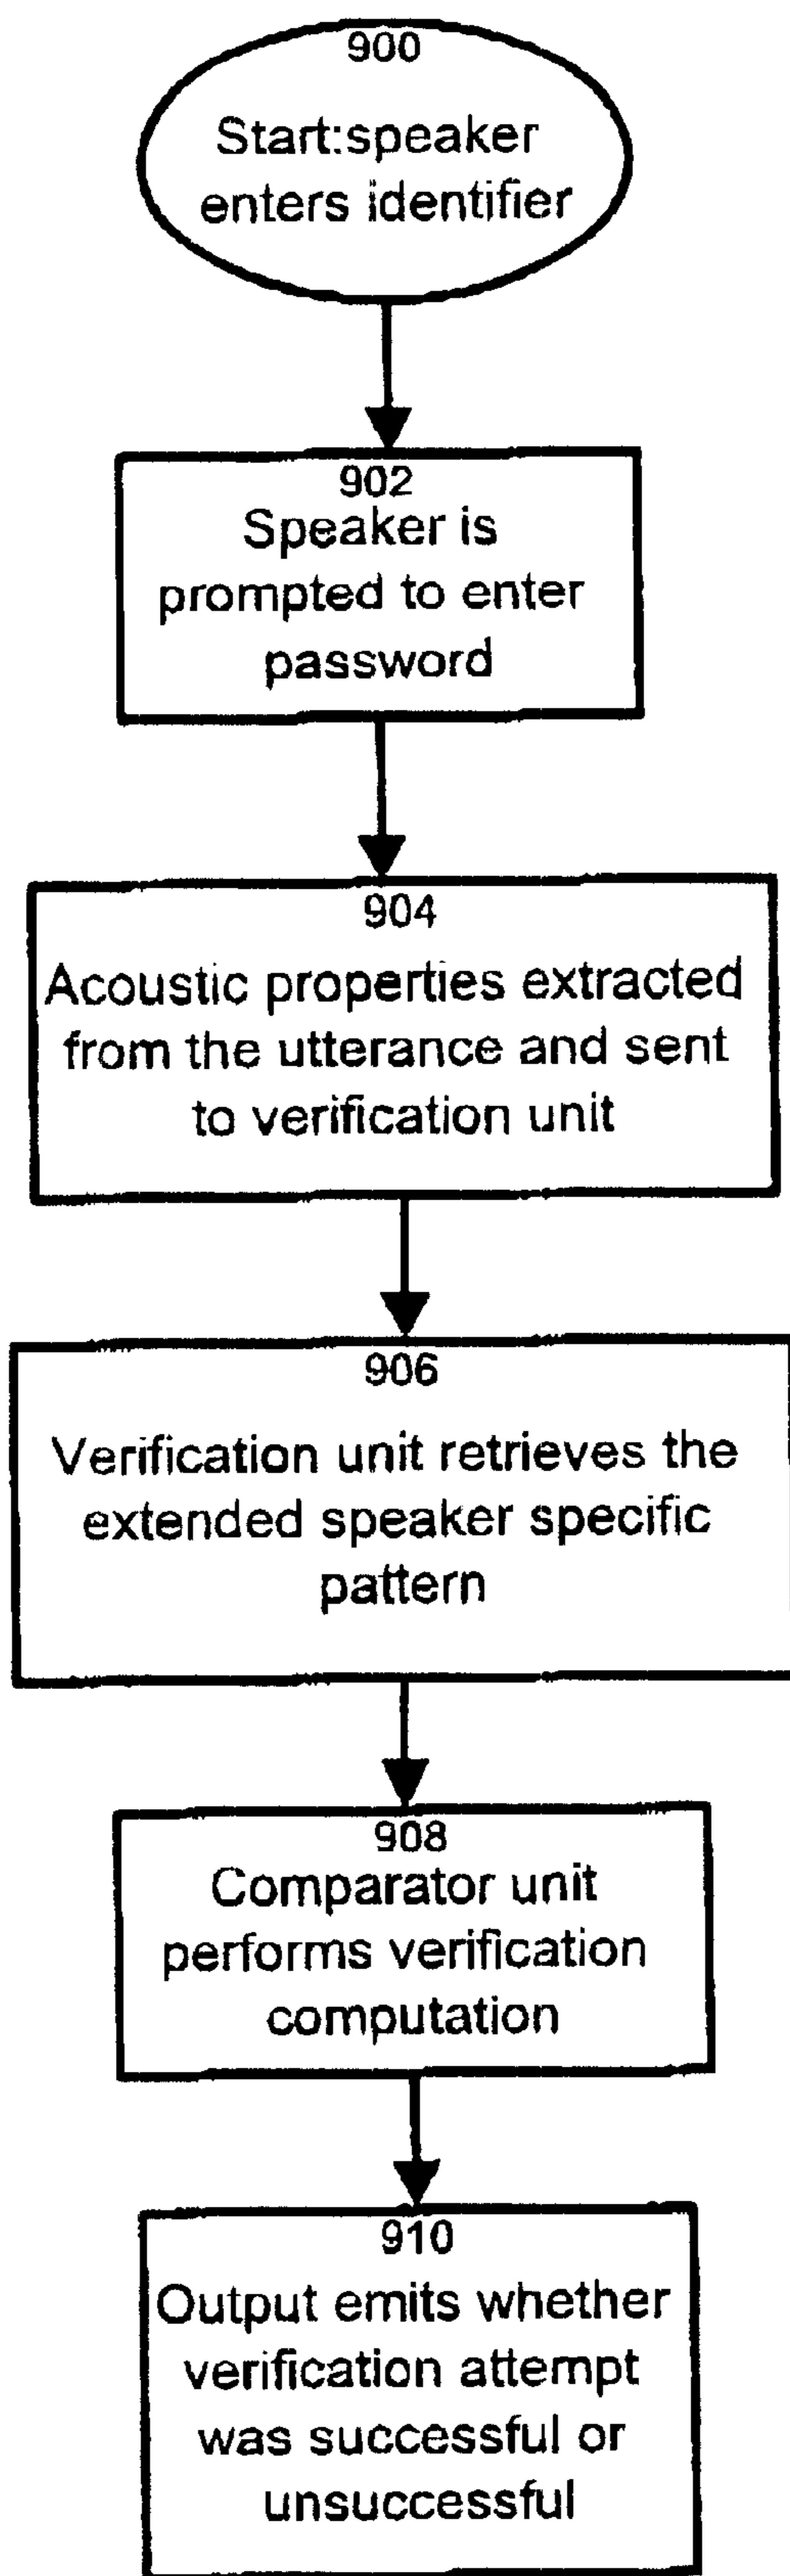 900
Start:speaker
enters identifier
902
Speaker is
prompted to enter
password
904
Acoustic properties extracted
from the utterance and sent
to verification unit
906
Verification unit retrieves the
extended speaker specific
pattern
908
Comparator unit
performs verification
computation
910
Output emits whether
verification attempt
was successful or
unsuccessful